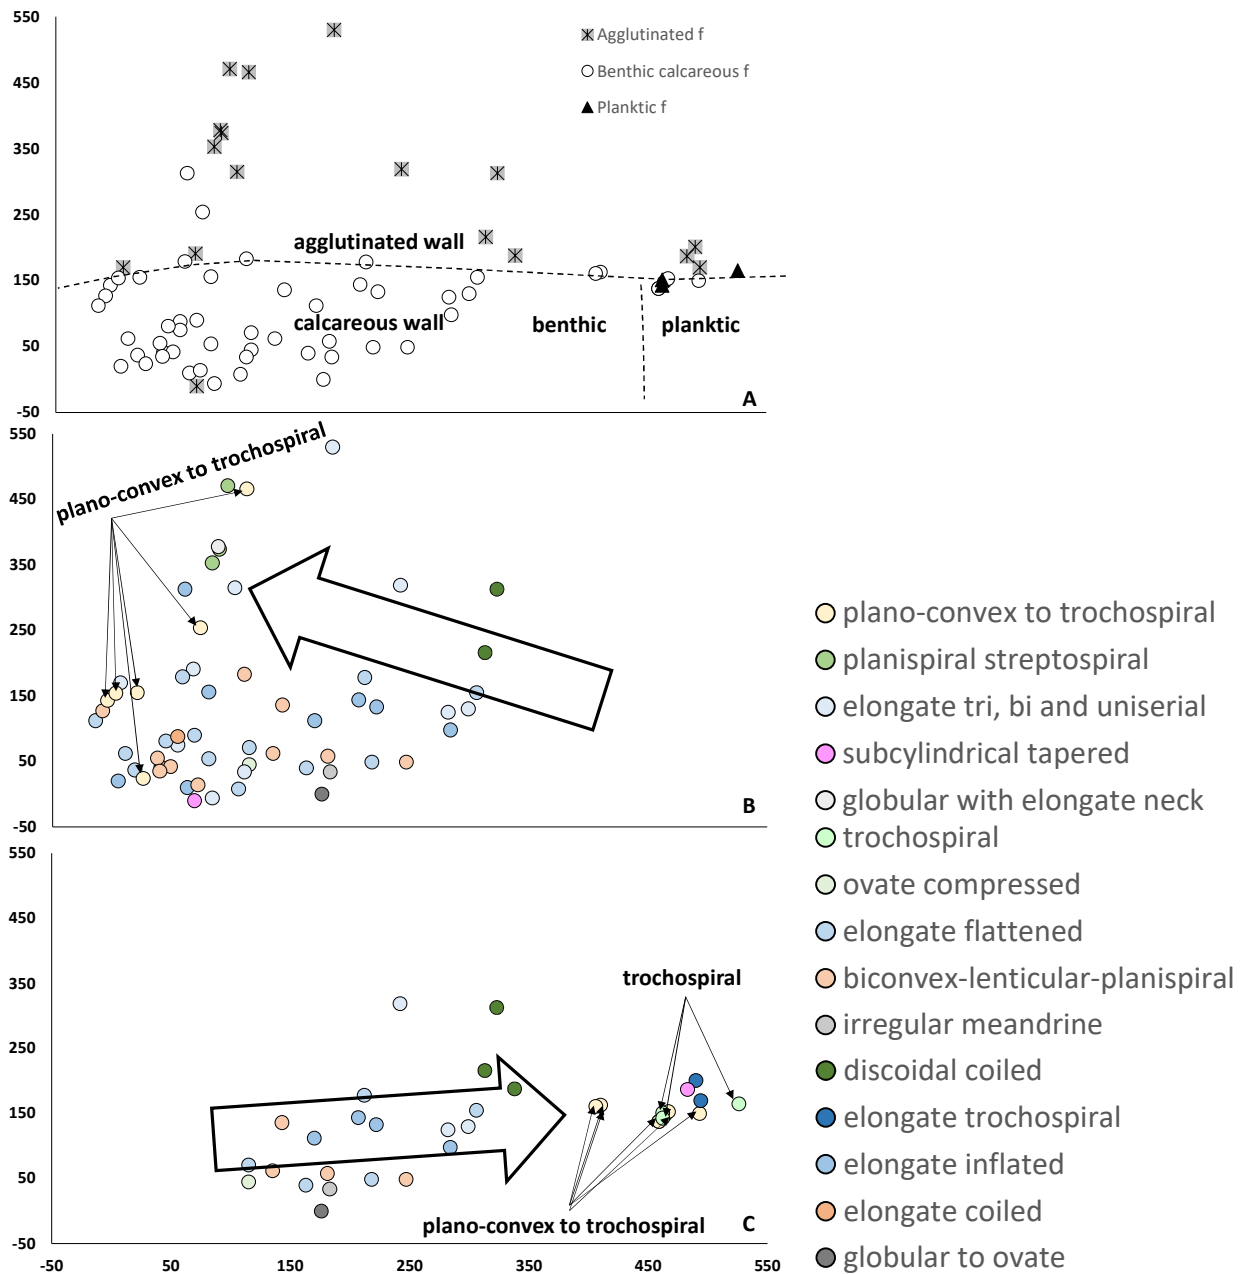 550
450
350
250
150
50
-50
Agglutinated f
Benthic calcareous f
Planktic f
agglutinated wall
calcareous wall
benthic
planktic
A
550
450
350
250
150
50
-50
plano-convex to trochospiral
B
550
450
350
250
150
50
-50
trochospiral
plano-convex to trochospiral
C
-50 50 150 250 350 450 550
plano-convex to trochospiral
planispiral streptospiral
elongate tri, bi and uniserial
subcylindrical tapered
globular with elongate neck
trochospiral
ovate compressed
elongate flattened
biconvex-lenticular-planispiral
irregular meandrine
discoidal coiled
elongate trochospiral
elongate inflated
elongate coiled
globular to ovate